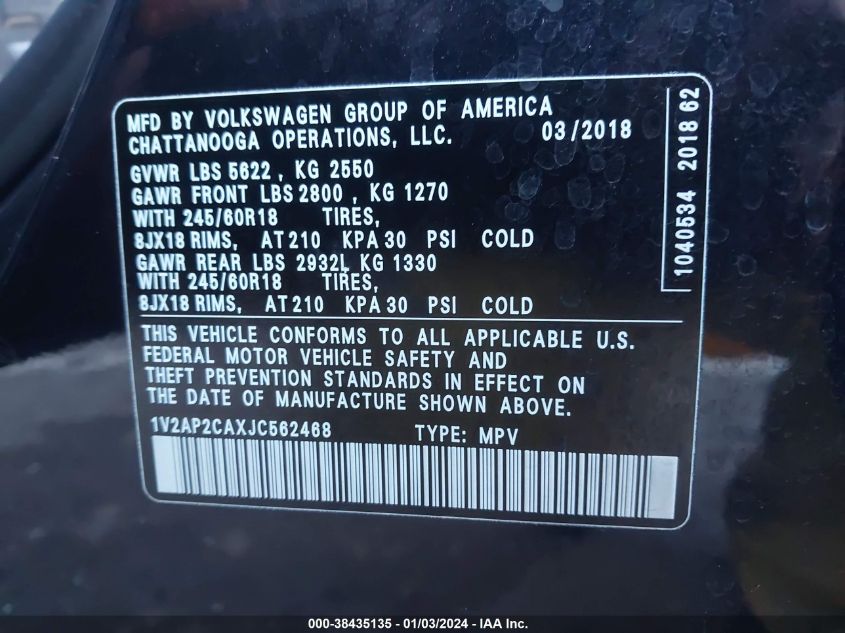 MFD BY VOLKSWAGEN GROUP OF AMERICA
CHATTANOOGA OPERATIONS, LLC. 03/2018
GVWR LBS 5622 , KG 2550
GAWR FRONT LBS 2800 , KG 1270
WITH 245/60R18 TIRES,
8JX18 RIMS, AT 210 KPA 30 PSI COLD
GAWR REAR LBS 2932L KG 1330
WITH 245/60R18 TIRES,
8JX18 RIMS, AT 210 KPA 30 PSI COLD
THIS VEHICLE CONFORMS TO ALL APPLICABLE U.S.
FEDERAL MOTOR VEHICLE SAFETY AND
THEFT PREVENTION STANDARDS IN EFFECT ON
THE DATE OF MANUFACTURE SHOWN ABOVE.
1V2AP2CAXJC562468 TYPE: MPV
1040534 2018 62
000-38435135 - 01/03/2024 - IAA Inc.